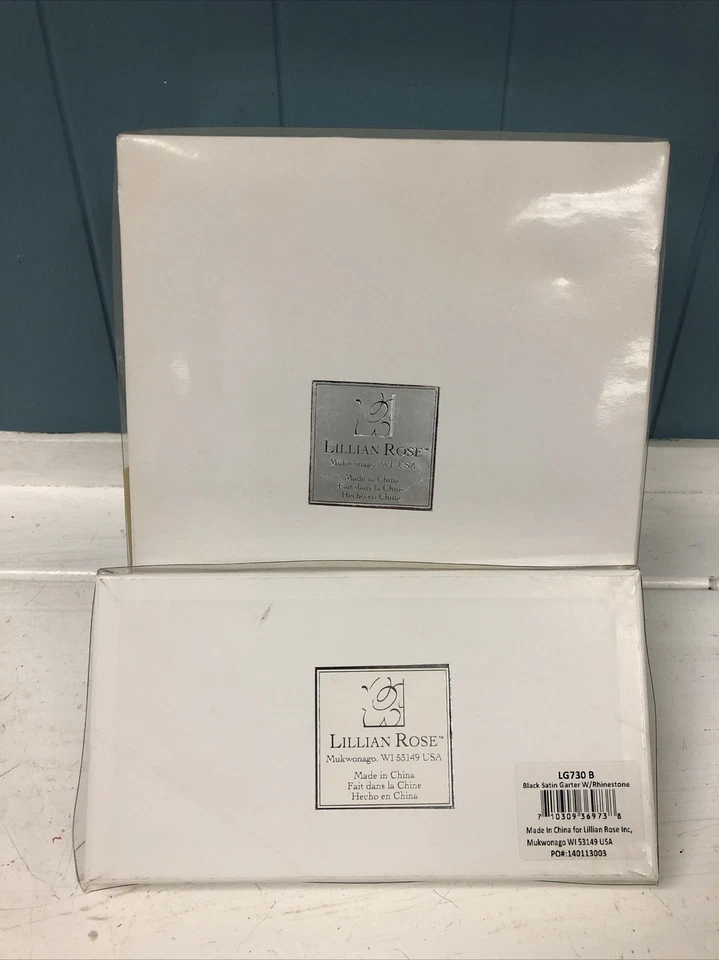 LILLIAN ROSE™
Mukwonago, WI USA
Made in China
Fait dans la Chine
Hecho en China
LILLIAN ROSE™
Mukwonago, WI 53149 USA
Made in China
Fait dans la Chine
Hecho en China
LG730 B
Black Satin Garter W/Rhinestone
7 10309 36973 8
Made In China for Lillian Rose Inc,
Mukwonago WI 53149 USA
PO#:140113003